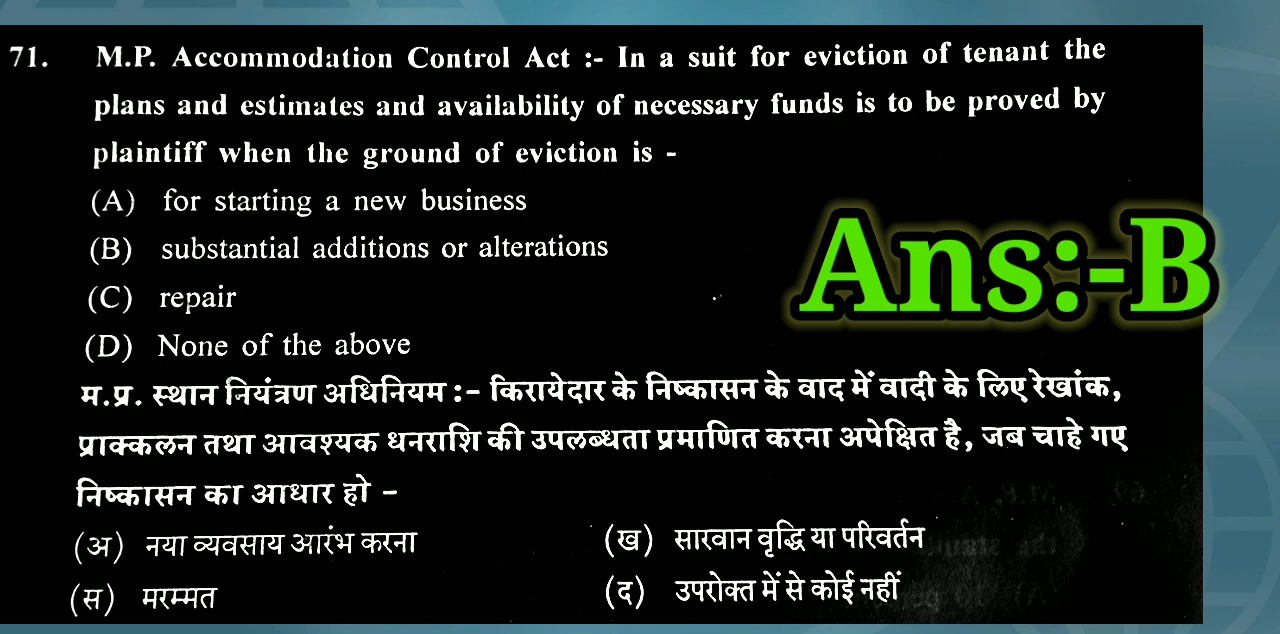 71. M.P. Accommodation Control Act :- In a suit for eviction of tenant the
plans and estimates and availability of necessary funds is to be proved by
plaintiff when the ground of eviction is -
(A) for starting a new business
(B) substantial additions or alterations
(C) repair
(D) None of the above
Ans:-B
म.प्र. स्थान नियंत्रण अधिनियम :- किरायेदार के निष्कासन के वाद में वादी के लिए रेखांक,
प्राक्कलन तथा आवश्यक धनराशि की उपलब्धता प्रमाणित करना अपेक्षित है, जब चाहे गए
निष्कासन का आधार हो -
(अ) नया व्यवसाय आरंभ करना (ख) सारवान वृद्धि या परिवर्तन
(स) मरम्मत (द) उपरोक्त में से कोई नहीं